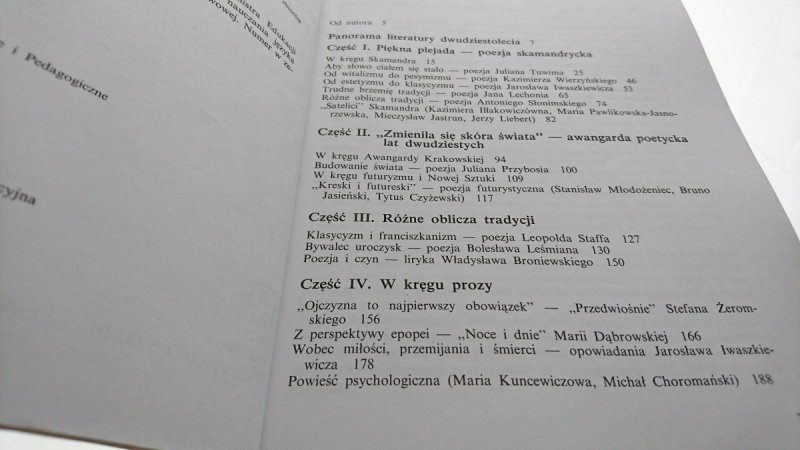 nistra Edukacji
nauczania języka
wowej. Numer w ze-
i Pedagogiczne
cyjna
Od autora 5
Panorama literatury dwudziestolecia 7
Część I. Piękna plejada — poezja skamandrycka
W kręgu Skamandra 15
Aby słowo ciałem się stało — poezja Juliana Tuwima 25
Od witalizmu do pesymizmu — poezja Kazimierza Wierzyńskiego 46
Od estetyzmu do klasycyzmu — poezja Jarosława Iwaszkiewicza 53
Trudne brzemię tradycji — poezja Jana Lechonia 65
Różne oblicza tradycji — poezja Antoniego Słonimskiego 74
„Satelici" Skamandra (Kazimiera Iłłakowiczówna, Maria Pawlikowska-Jasno-
rzewska, Mieczysław Jastrun, Jerzy Liebert) 82
Część II. „Zmieniła się skóra świata" — awangarda poetycka
lat dwudziestych
W kręgu Awangardy Krakowskiej 94
Budowanie świata — poezja Juliana Przybosia 100
W kręgu futuryzmu i Nowej Sztuki 109
„Kreski i futureski" — poezja futurystyczna (Stanisław Młodożeniec, Bruno
Jasieński, Tytus Czyżewski) 117
Część III. Różne oblicza tradycji
Klasycyzm i franciszkanizm — poezja Leopolda Staffa 127
Bywalec uroczysk — poezja Bolesława Leśmiana 130
Poezja i czyn — liryka Władysława Broniewskiego 150
Część IV. W kręgu prozy
„Ojczyzna to najpierwszy obowiązek" — „Przedwiośnie" Stefana Żerom-
skiego 156
Z perspektywy epopei — „Noce i dnie" Marii Dąbrowskiej 166
Wobec miłości, przemijania i śmierci — opowiadania Jarosława Iwaszkie-
wicza 178
Powieść psychologiczna (Maria Kuncewiczowa, Michał Choromański) 188